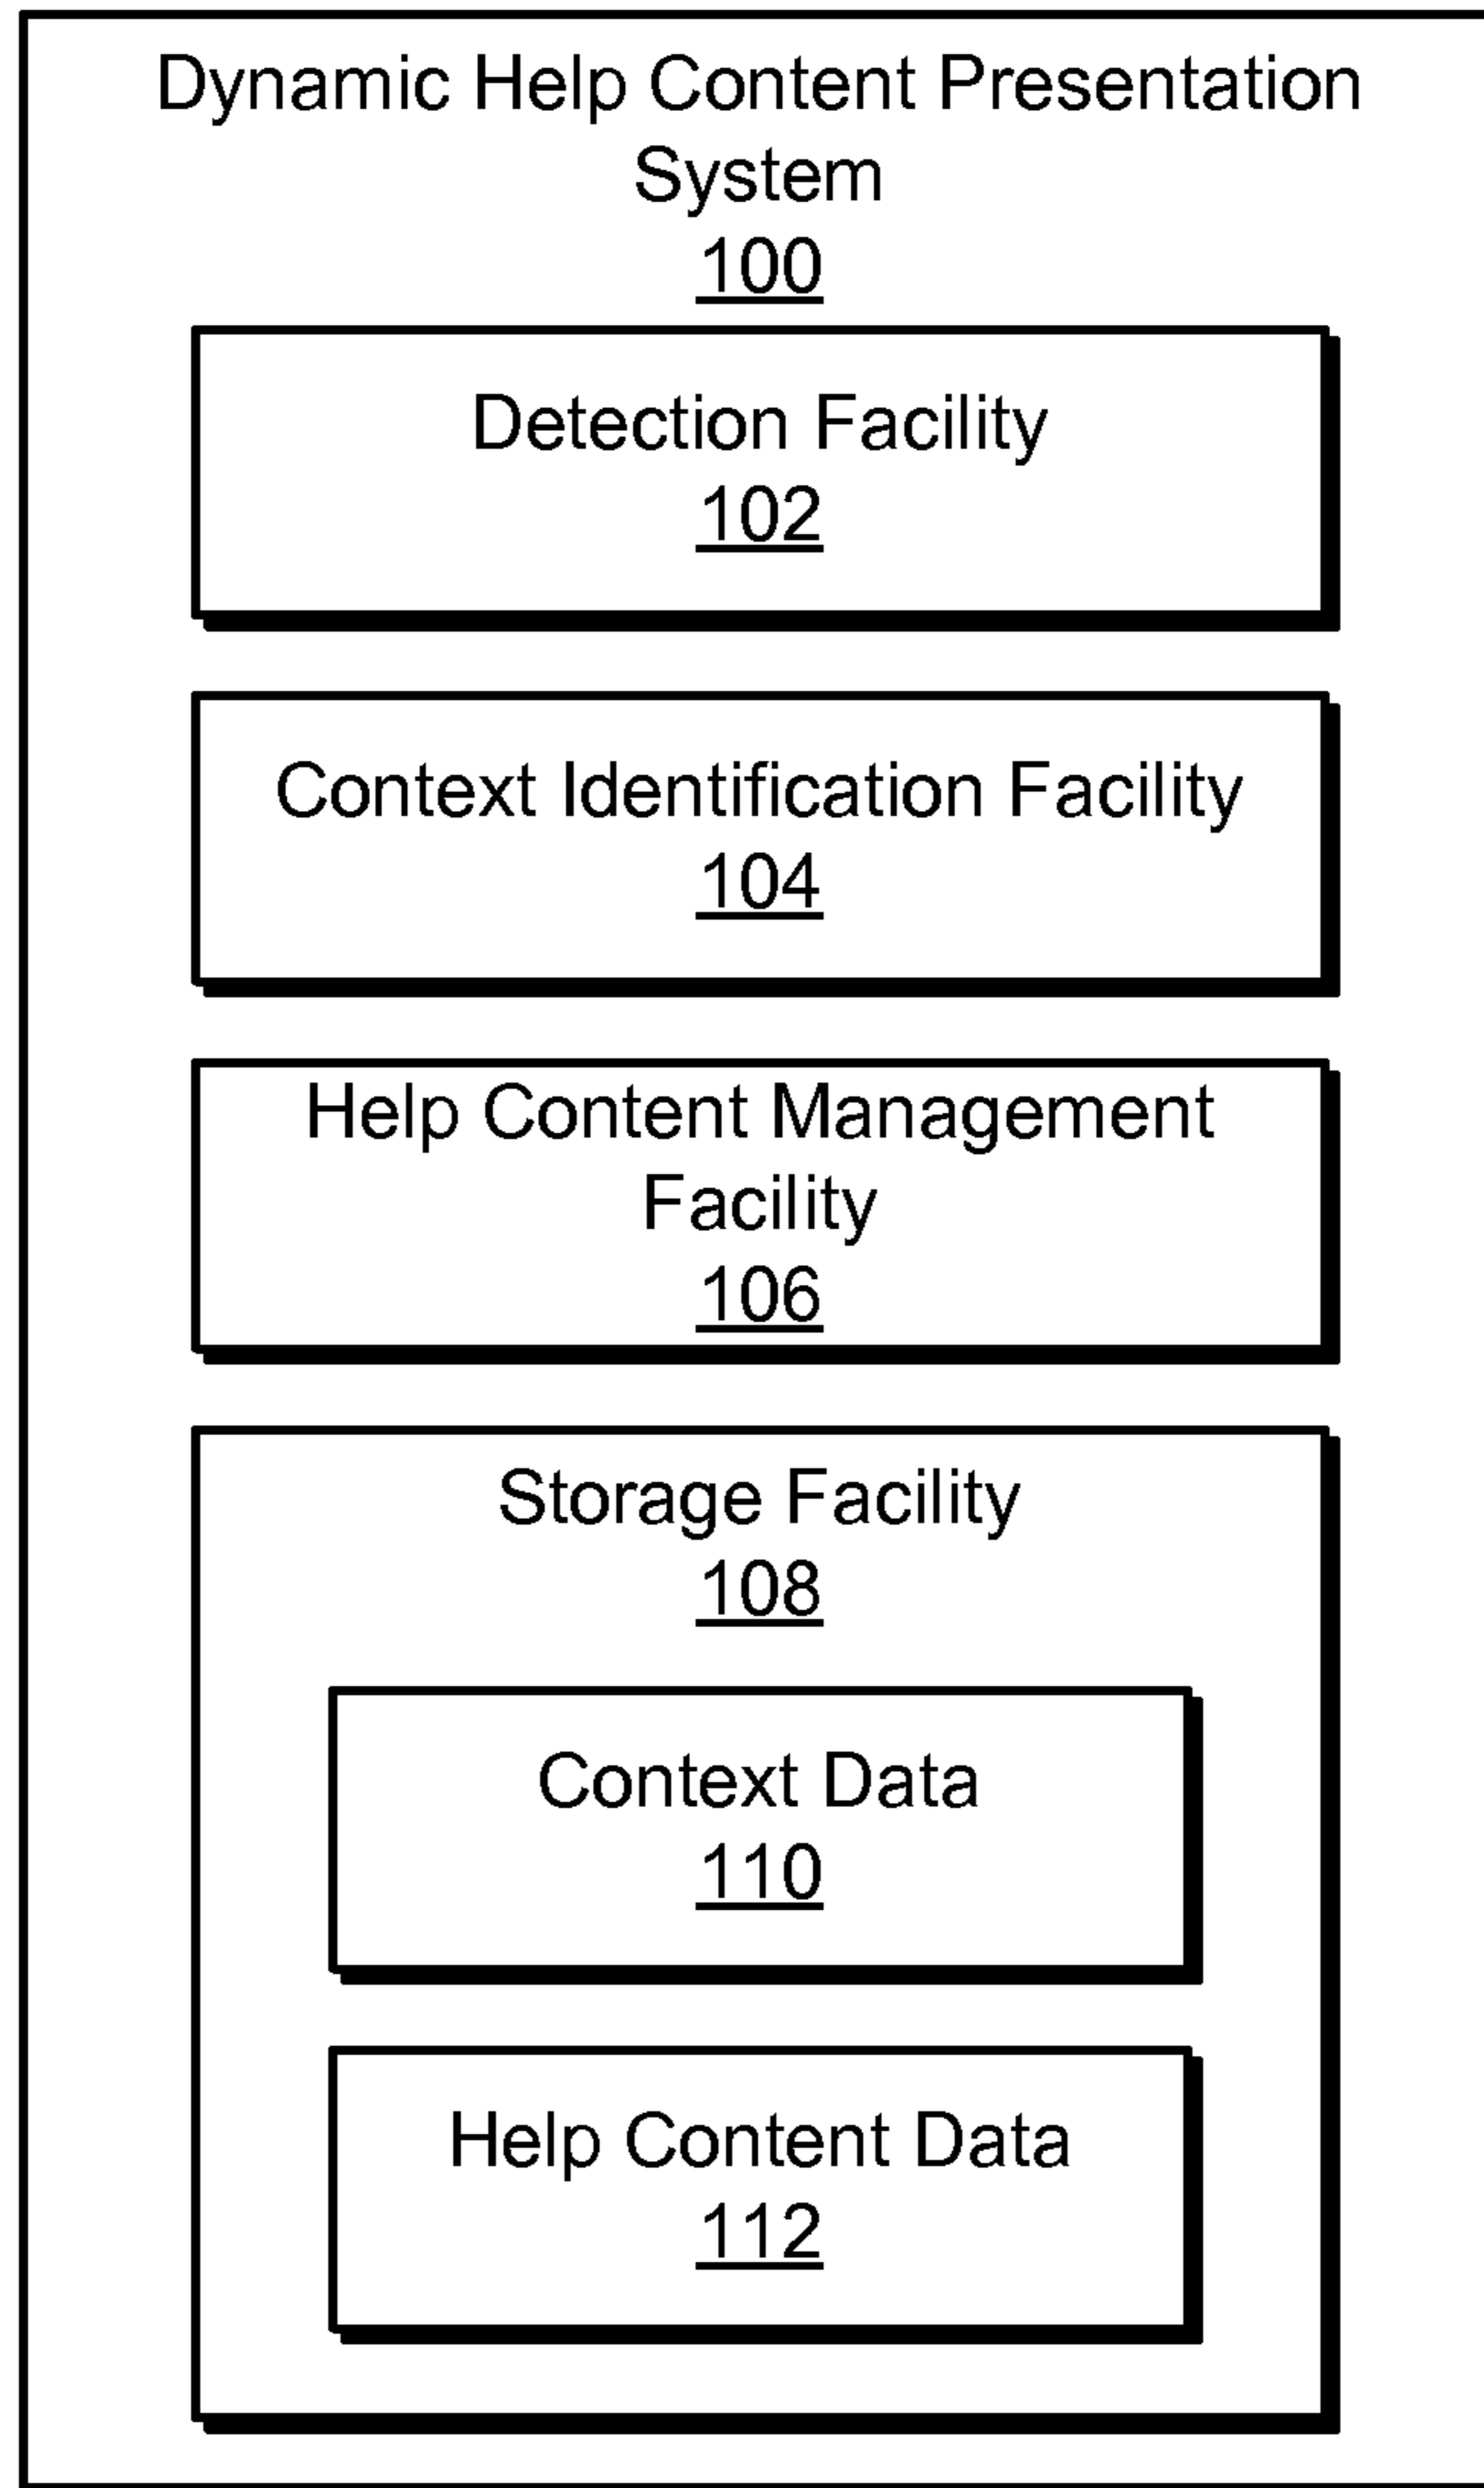 Dynamic Help Content Presentation
System
100
Detection Facility
102
Context Identification Facility
104
Help Content Management
Facility
106
Storage Facility
108
Context Data
110
Help Content Data
112